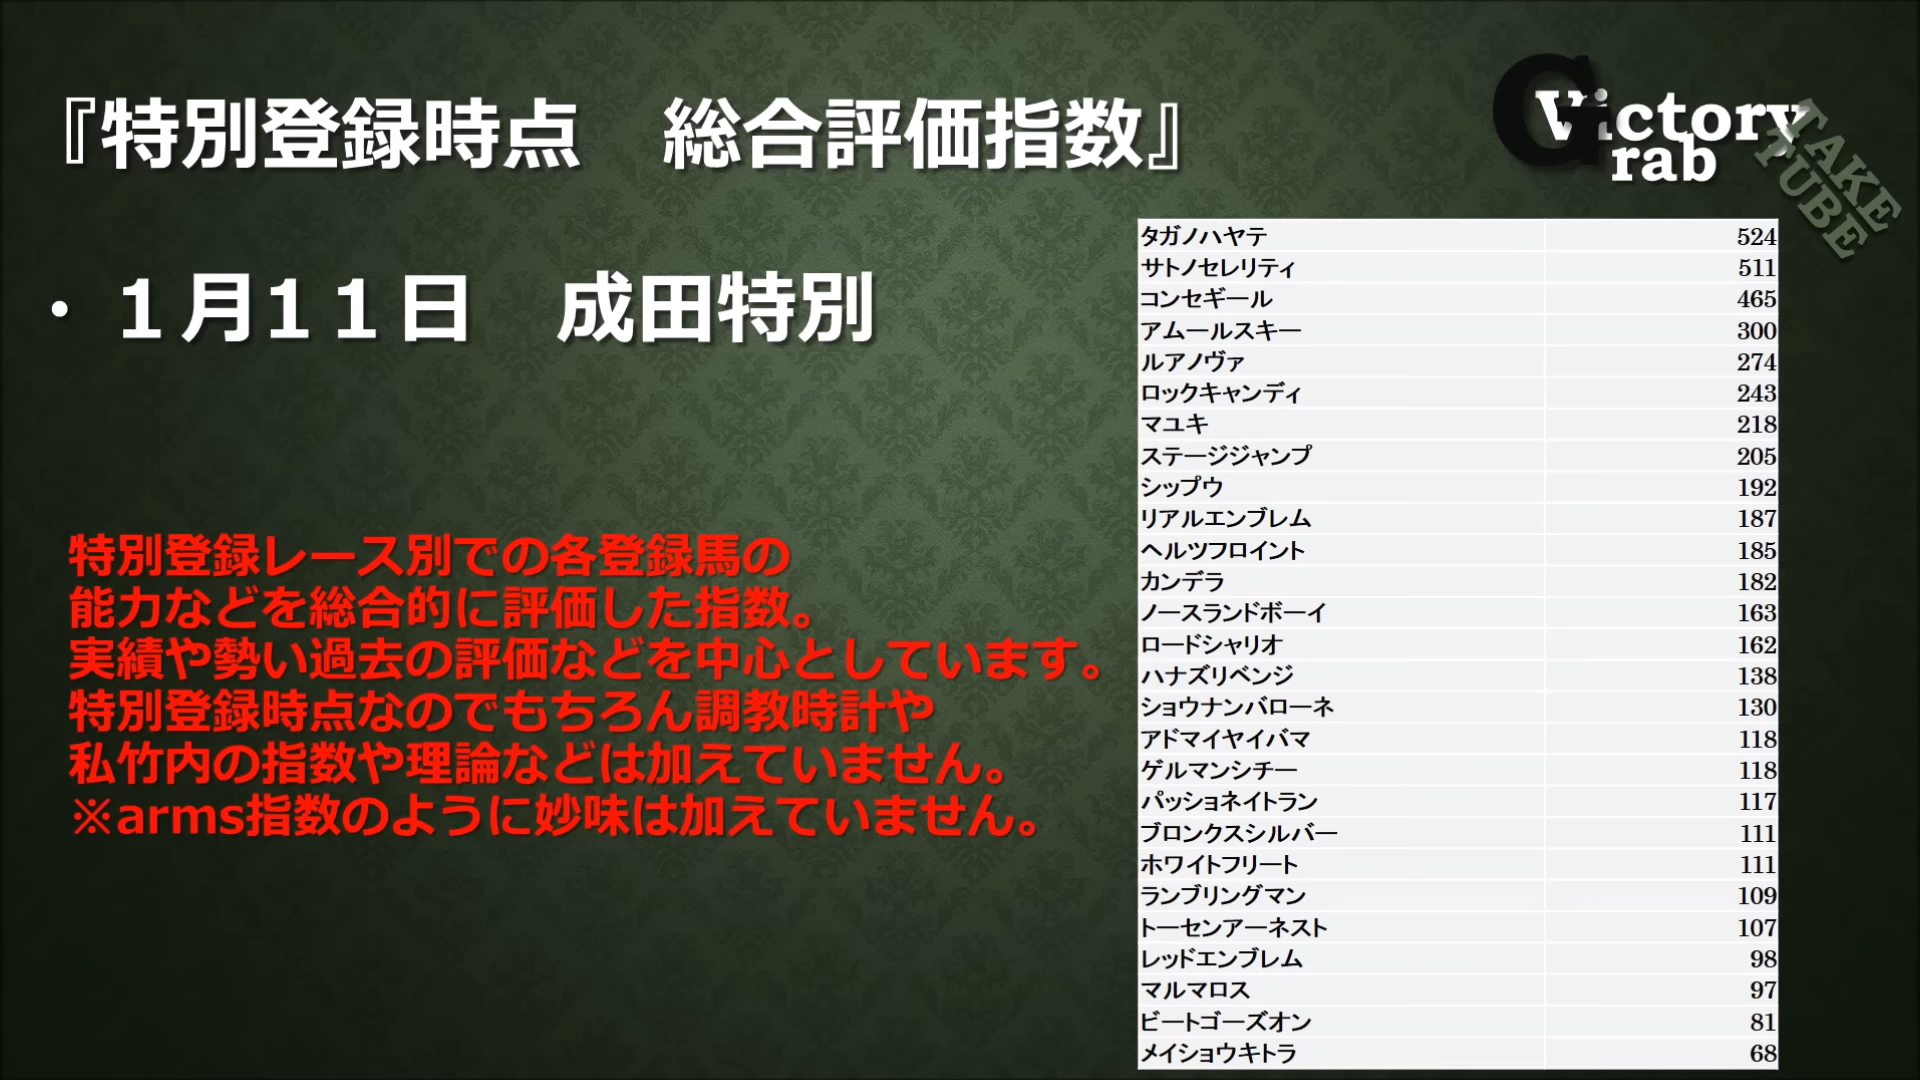 『特別登録時点　総合評価指数』
Victory
Grab
TAKE
TUBE
・１月１１日　成田特別
特別登録レース別での各登録馬の
能力などを総合的に評価した指数。
実績や勢い過去の評価などを中心としています。
特別登録時点なのでもちろん調教時計や
私竹内の指数や理論などは加えていません。
※arms指数のように妙味は加えていません。
タガノハヤテ 524
サトノセレリティ 511
コンセギール 465
アムールスキー 300
ルアノヴァ 274
ロックキャンディ 243
マユキ 218
ステージジャンプ 205
シップウ 192
リアルエンブレム 187
ヘルツフロイント 185
カンデラ 182
ノースランドボーイ 163
ロードシャリオ 162
ハナズリベンジ 138
ショウナンバローネ 130
アドマイヤイバマ 118
ゲルマンシチー 118
パッショネイトラン 117
ブロンクスシルバー 111
ホワイトフリート 111
ランブリングマン 109
トーセンアーネスト 107
レッドエンブレム 98
マルマロス 97
ビートゴーズオン 81
メイショウキトラ 68